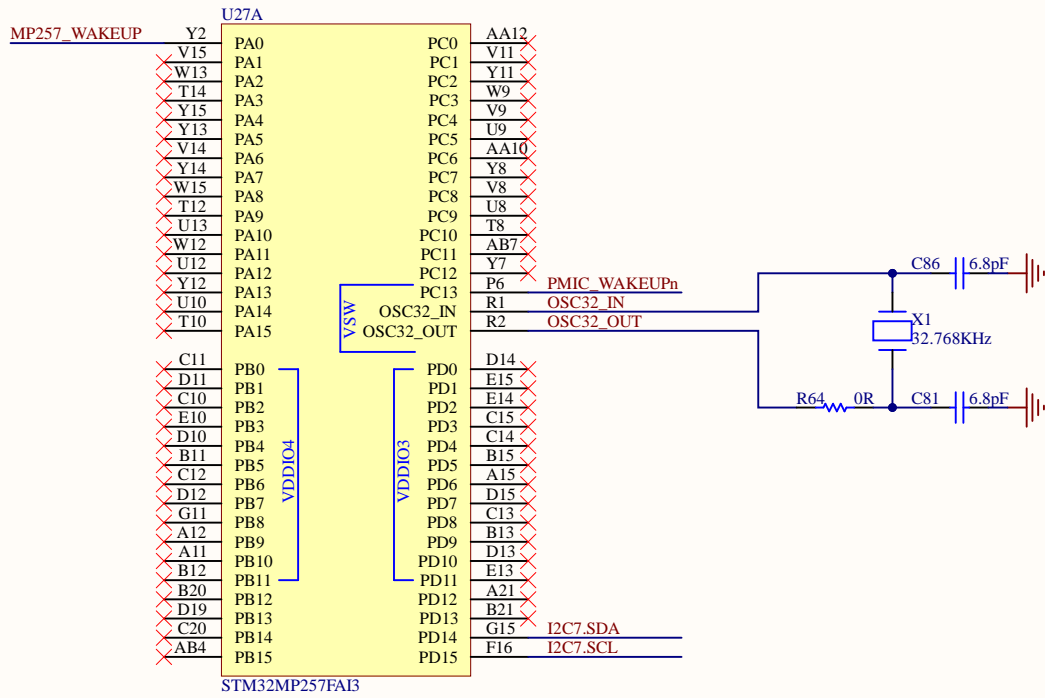 U27A
MP257_WAKEUP Y2 PA0 PC0 AA12
V15 PA1 PC1 V11
W13 PA2 PC2 Y11
T14 PA3 PC3 W9
Y15 PA4 PC4 V9
Y13 PA5 PC5 U9
V14 PA6 PC6 AA10
Y14 PA7 PC7 Y8
W15 PA8 PC8 V8
T12 PA9 PC9 U8
U13 PA10 PC10 T8
W12 PA11 PC11 AB7
U12 PA12 PC12 Y7
Y12 PA13 PC13 P6 PMIC_WAKEUPn
U10 PA14 OSC32_IN R1 OSC32_IN
T10 PA15 OSC32_OUT R2 OSC32_OUT
VSW
C86 6.8pF
X1
32.768KHz
R64 0R C81 6.8pF
C11 PB0 PD0 D14
D11 PB1 PD1 E15
C10 PB2 PD2 E14
E10 PB3 PD3 C15
D10 PB4 PD4 C14
B11 PB5 PD5 B15
C12 PB6 PD6 A15
D12 PB7 PD7 D15
G11 PB8 PD8 C13
A12 PB9 PD9 B13
A11 PB10 PD10 D13
B12 PB11 PD11 E13
VDDIO4
VDDIO3
B20 PB12 PD12 A21
D19 PB13 PD13 B21
C20 PB14 PD14 G15 I2C7.SDA
AB4 PB15 PD15 F16 I2C7.SCL
STM32MP257FAI3